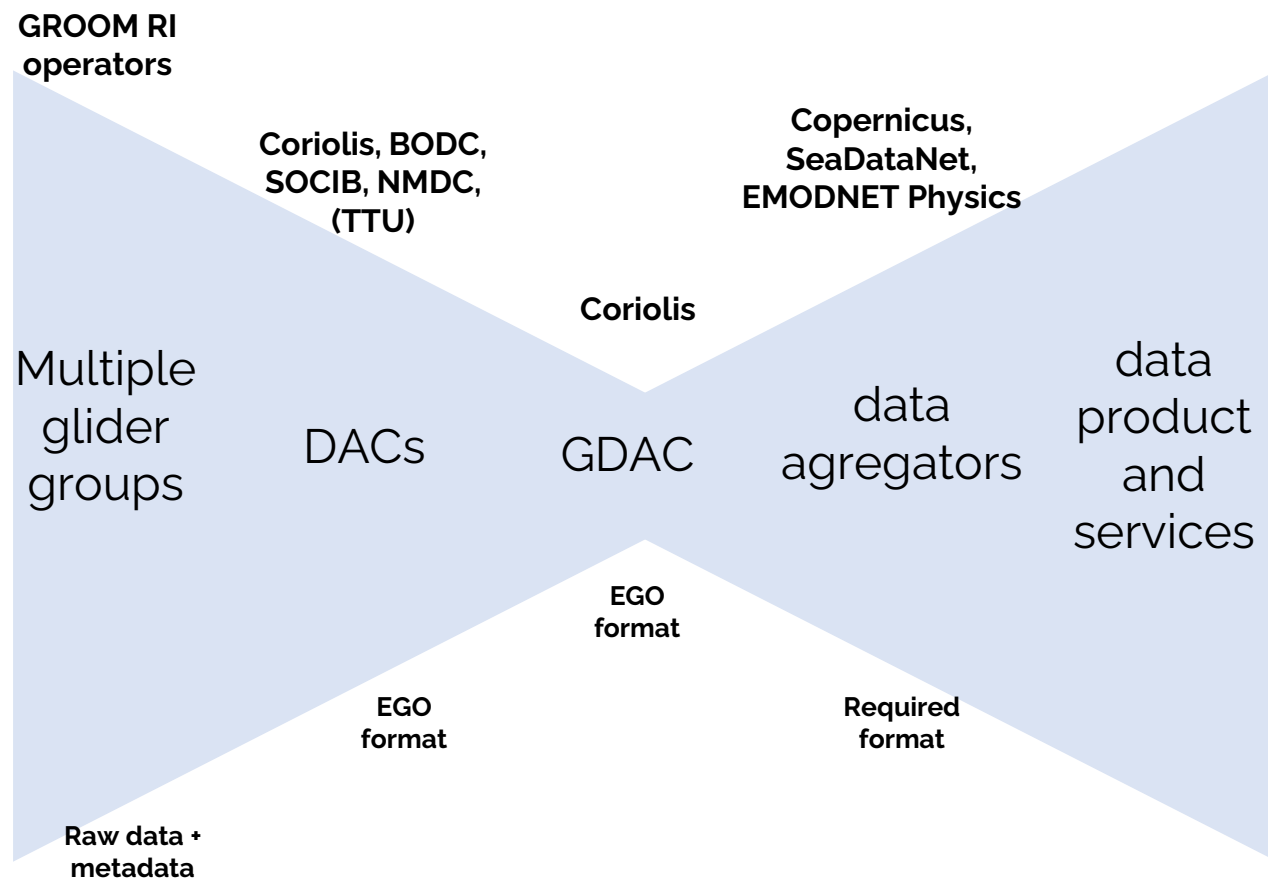 GROOM RI
operators
Coriolis, BODC,
SOCIB, NMDC,
(TTU)
Copernicus,
SeaDataNet,
EMODNET Physics
Coriolis
Multiple
glider
groups
DACs
GDAC
data
agregators
data
product
and
services
EGO
format
EGO
format
Required
format
Raw data +
metadata